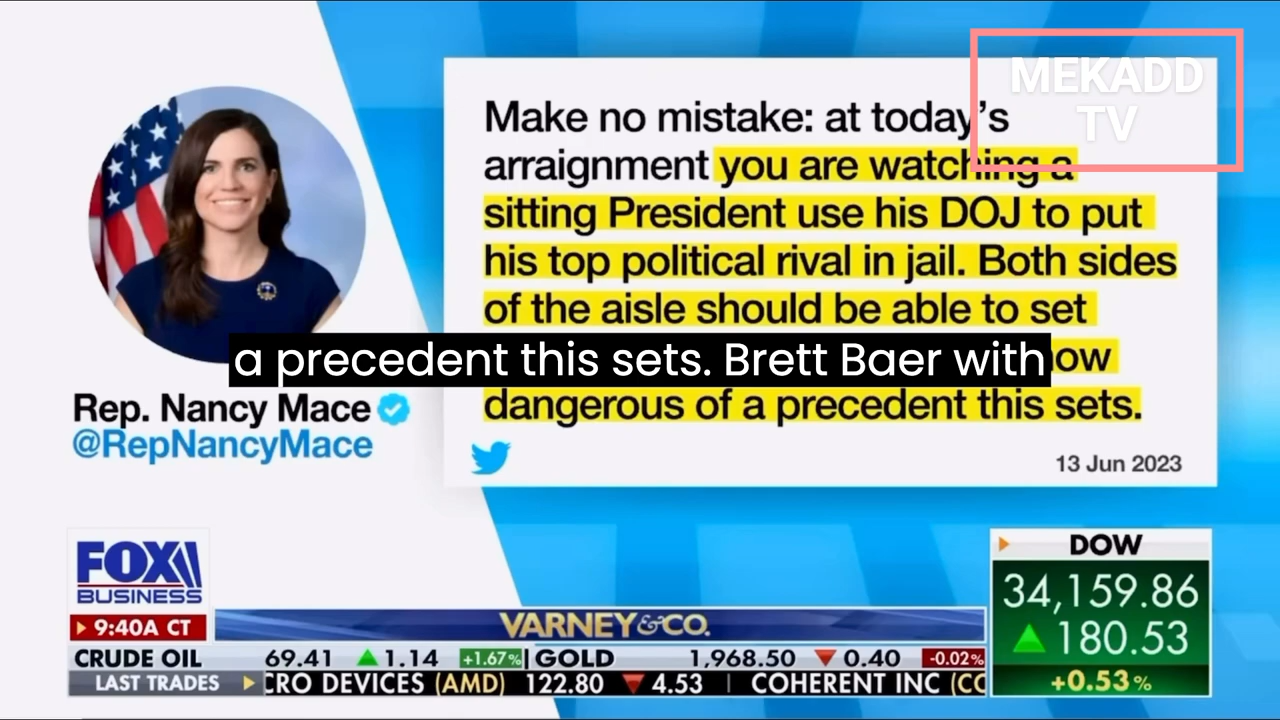 MEKADD
TV
Make no mistake: at today's
arraignment you are watching a
sitting President use his DOJ to put
his top political rival in jail. Both sides
of the aisle should be able to set
a precedent this sets. Brett Baer with
dangerous of a precedent this sets.
Rep. Nancy Mace
@RepNancyMace
13 Jun 2023
FOX
BUSINESS
9:40A CT
VARNEY&CO.
DOW
34,159.86
180.53
+0.53%
CRUDE OIL 69.41 1.14 +1.67% GOLD 1,968.50 0.40 -0.02%
LAST TRADES CRO DEVICES (AMD) 122.80 4.53 COHERENT INC (CO